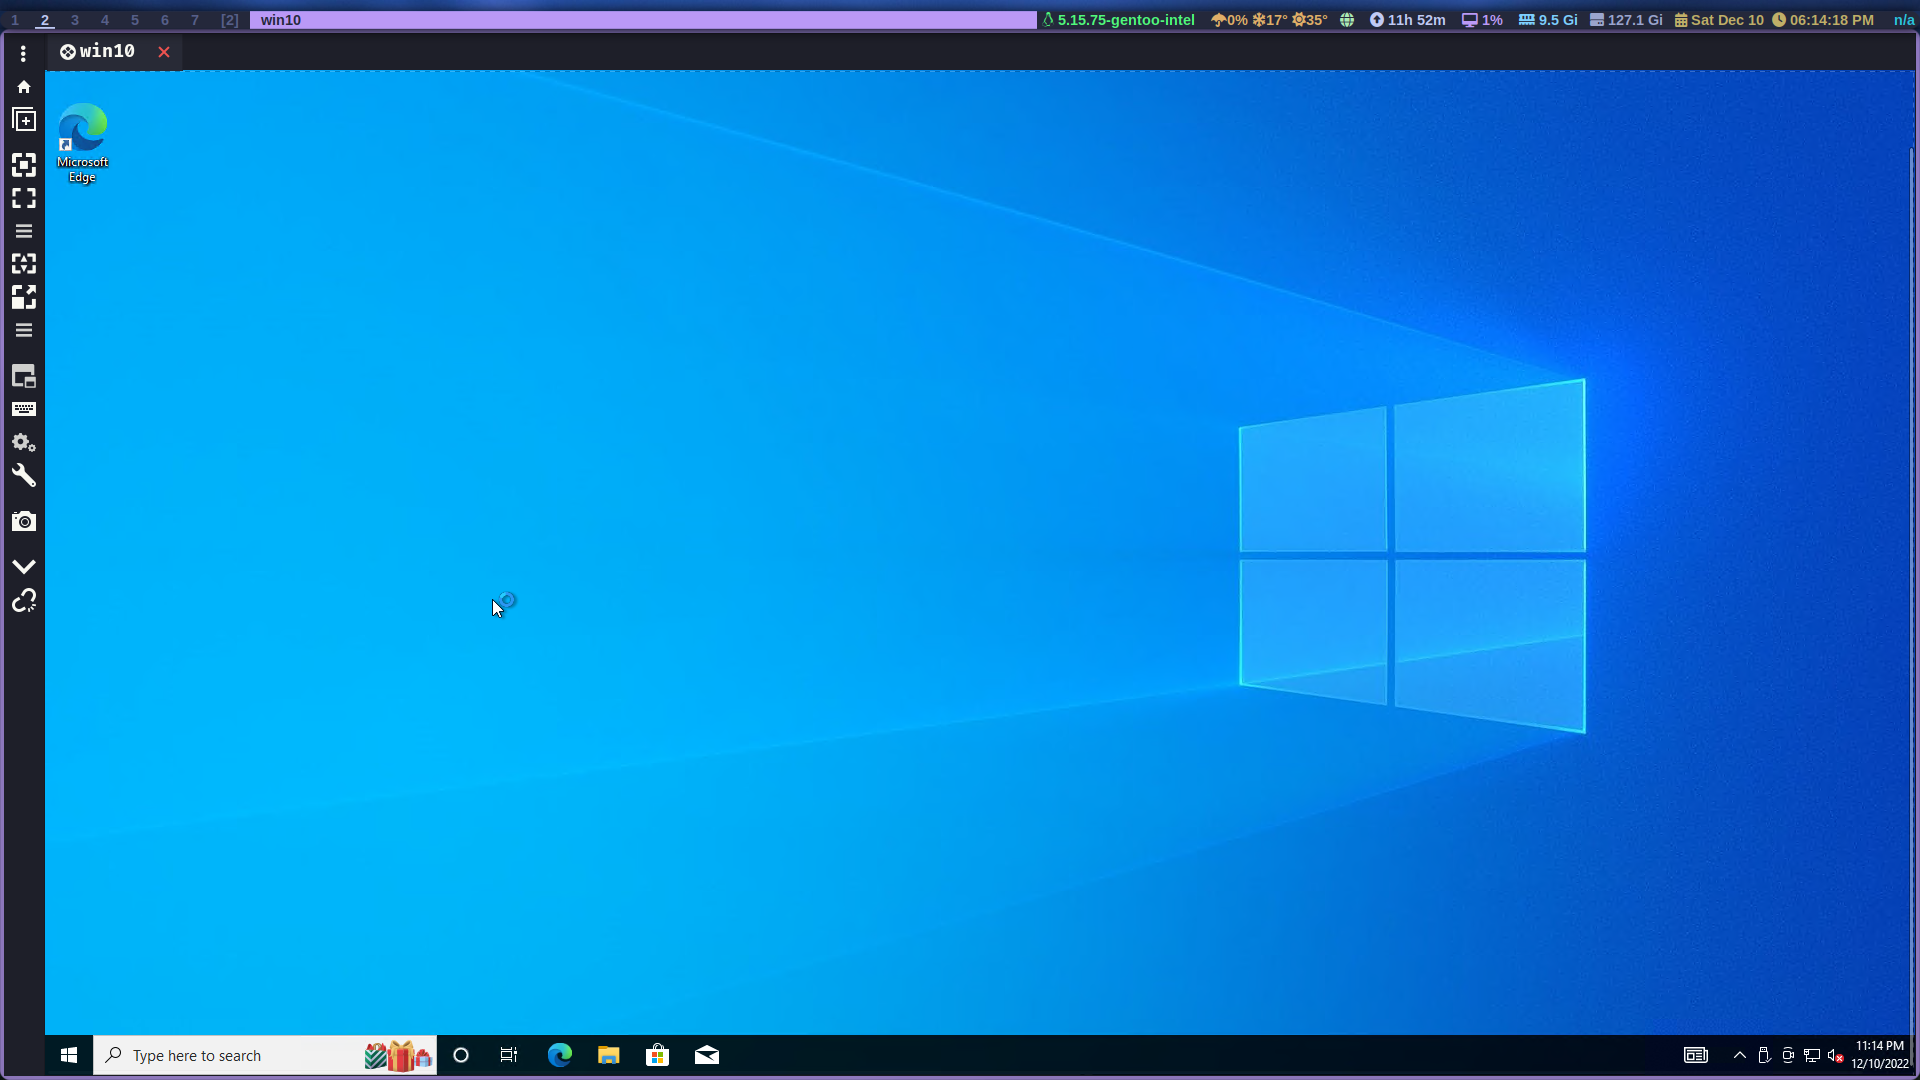 1 2 3 4 5 6 7 [2] win10 5.15.75-gentoo-intel 0% 17° 35° 11h 52m 1% 9.5 Gi 127.1 Gi Sat Dec 10 06:14:18 PM n/a
win10
Microsoft
Edge
Type here to search
11:14 PM
12/10/2022